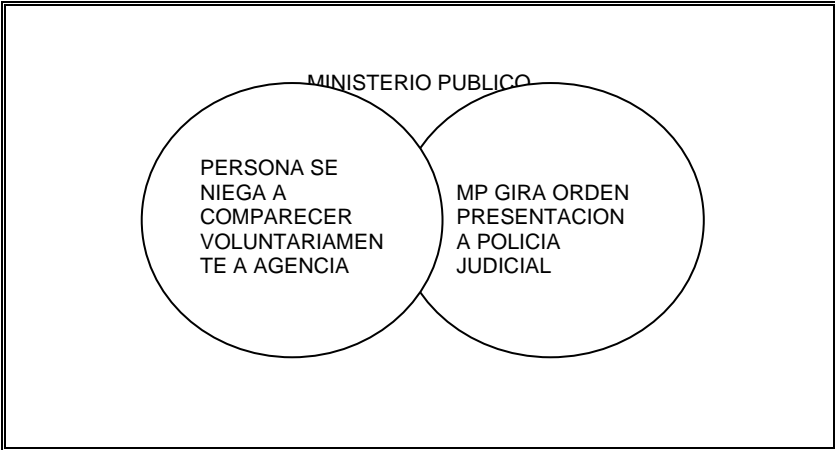 MINISTERIO PUBLICO
PERSONA SE
NIEGA A
COMPARECER
VOLUNTARIAMEN
TE A AGENCIA
MP GIRA ORDEN
PRESENTACION
A POLICIA
JUDICIAL